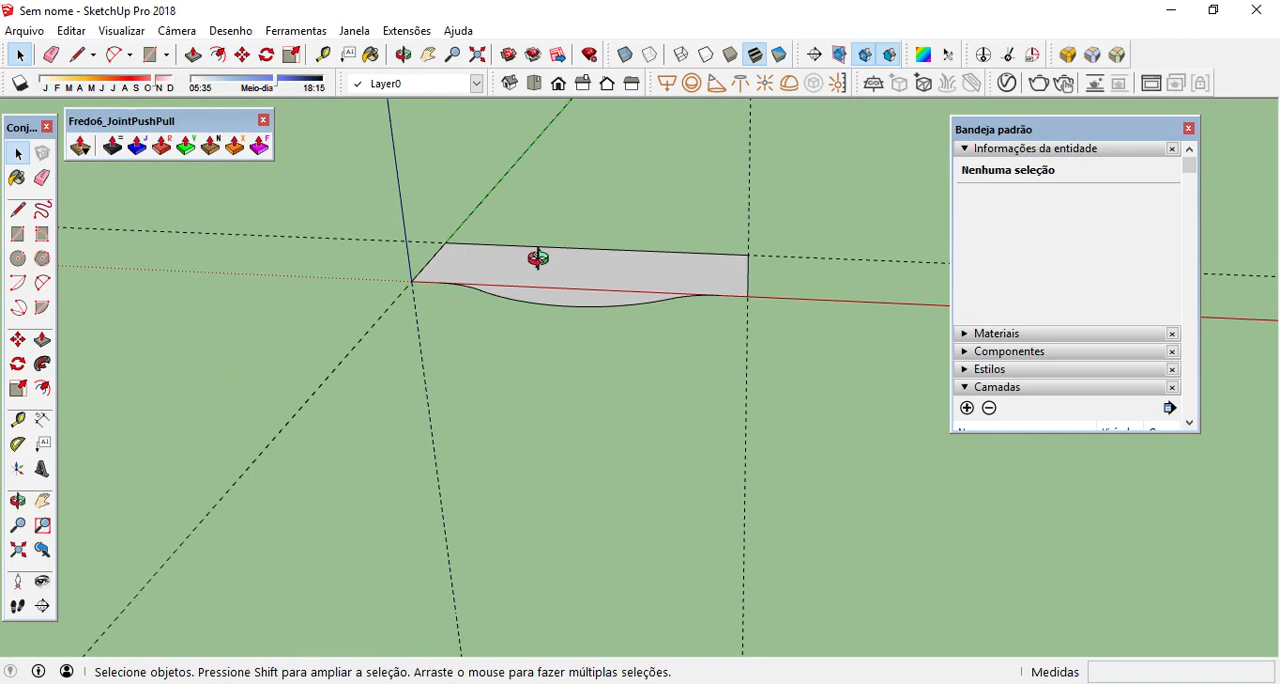 Sem nome - SketchUp Pro 2018
Arquivo Editar Visualizar Câmera Desenho Ferramentas Janela Extensões Ajuda
J F M A M J J A S O N D 05:35 Meio-dia 18:15 Layer0
Conj...
Fredo6_JointPushPull
= J R V N X F
A1
Bandeja padrão
Informações da entidade
Nenhuma seleção
Materiais
Componentes
Estilos
Camadas
Selecione objetos. Pressione Shift para ampliar a seleção. Arraste o mouse para fazer múltiplas seleções.
Medidas